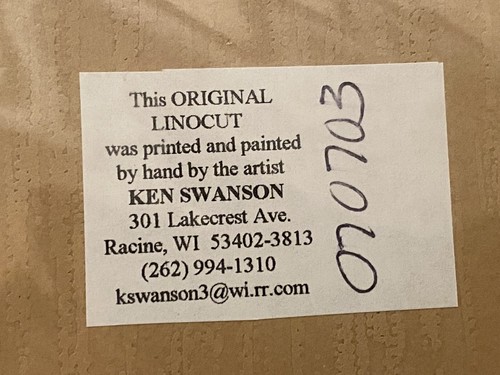 This ORIGINAL
LINOCUT
was printed and painted
by hand by the artist
KEN SWANSON
301 Lakecrest Ave.
Racine, WI 53402-3813
(262) 994-1310
kswanson3@wi.rr.com
070703